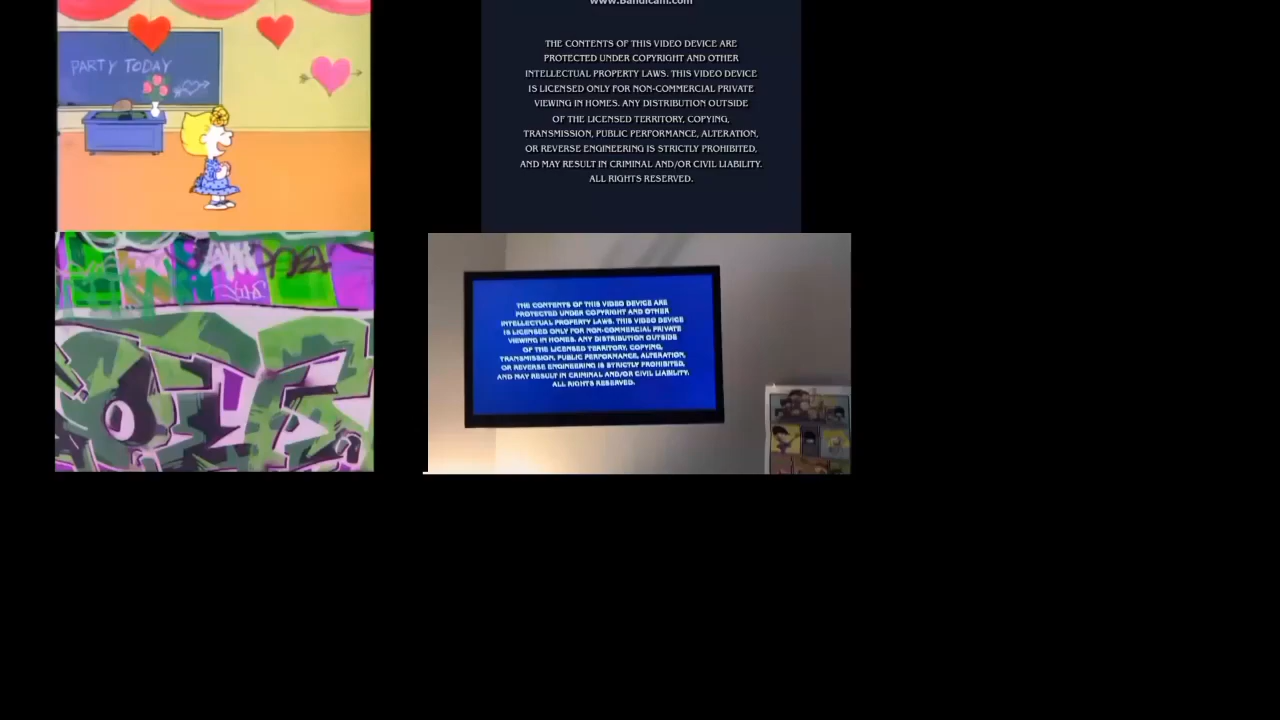 www.Bandicam.com
PARTY TODAY
THE CONTENTS OF THIS VIDEO DEVICE ARE
PROTECTED UNDER COPYRIGHT AND OTHER
INTELLECTUAL PROPERTY LAWS. THIS VIDEO DEVICE
IS LICENSED ONLY FOR NON-COMMERCIAL PRIVATE
VIEWING IN HOMES. ANY DISTRIBUTION OUTSIDE
OF THE LICENSED TERRITORY, COPYING,
TRANSMISSION, PUBLIC PERFORMANCE, ALTERATION,
OR REVERSE ENGINEERING IS STRICTLY PROHIBITED,
AND MAY RESULT IN CRIMINAL AND/OR CIVIL LIABILITY.
ALL RIGHTS RESERVED.
THE CONTENTS OF THIS VIDEO DEVICE ARE
PROTECTED UNDER COPYRIGHT AND OTHER
INTELLECTUAL PROPERTY LAWS. THIS VIDEO DEVICE
IS LICENSED ONLY FOR NON-COMMERCIAL PRIVATE
VIEWING IN HOMES. ANY DISTRIBUTION OUTSIDE
OF THE LICENSED TERRITORY, COPYING,
TRANSMISSION, PUBLIC PERFORMANCE, ALTERATION,
OR REVERSE ENGINEERING IS STRICTLY PROHIBITED,
AND MAY RESULT IN CRIMINAL AND/OR CIVIL LIABILITY.
ALL RIGHTS RESERVED.